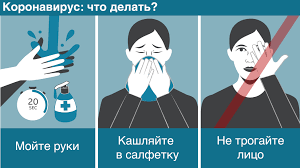 Коронавирус: что делать?
20
SEC
Мойте руки
Кашляйте
в салфетку
Не трогайте
лицо